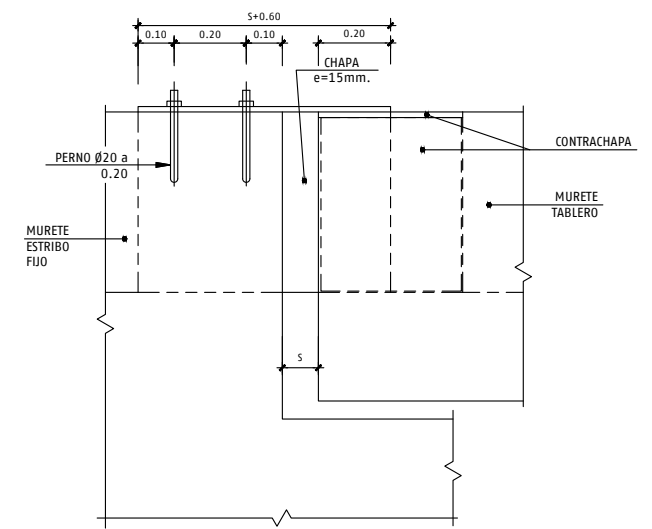 S+0.60
0.10
0.20
0.10
0.20
CHAPA
e=15mm.
CONTRACHAPA
PERNO Ø20 a
0.20
MURETE
TABLERO
MURETE
ESTRIBO
FIJO
S